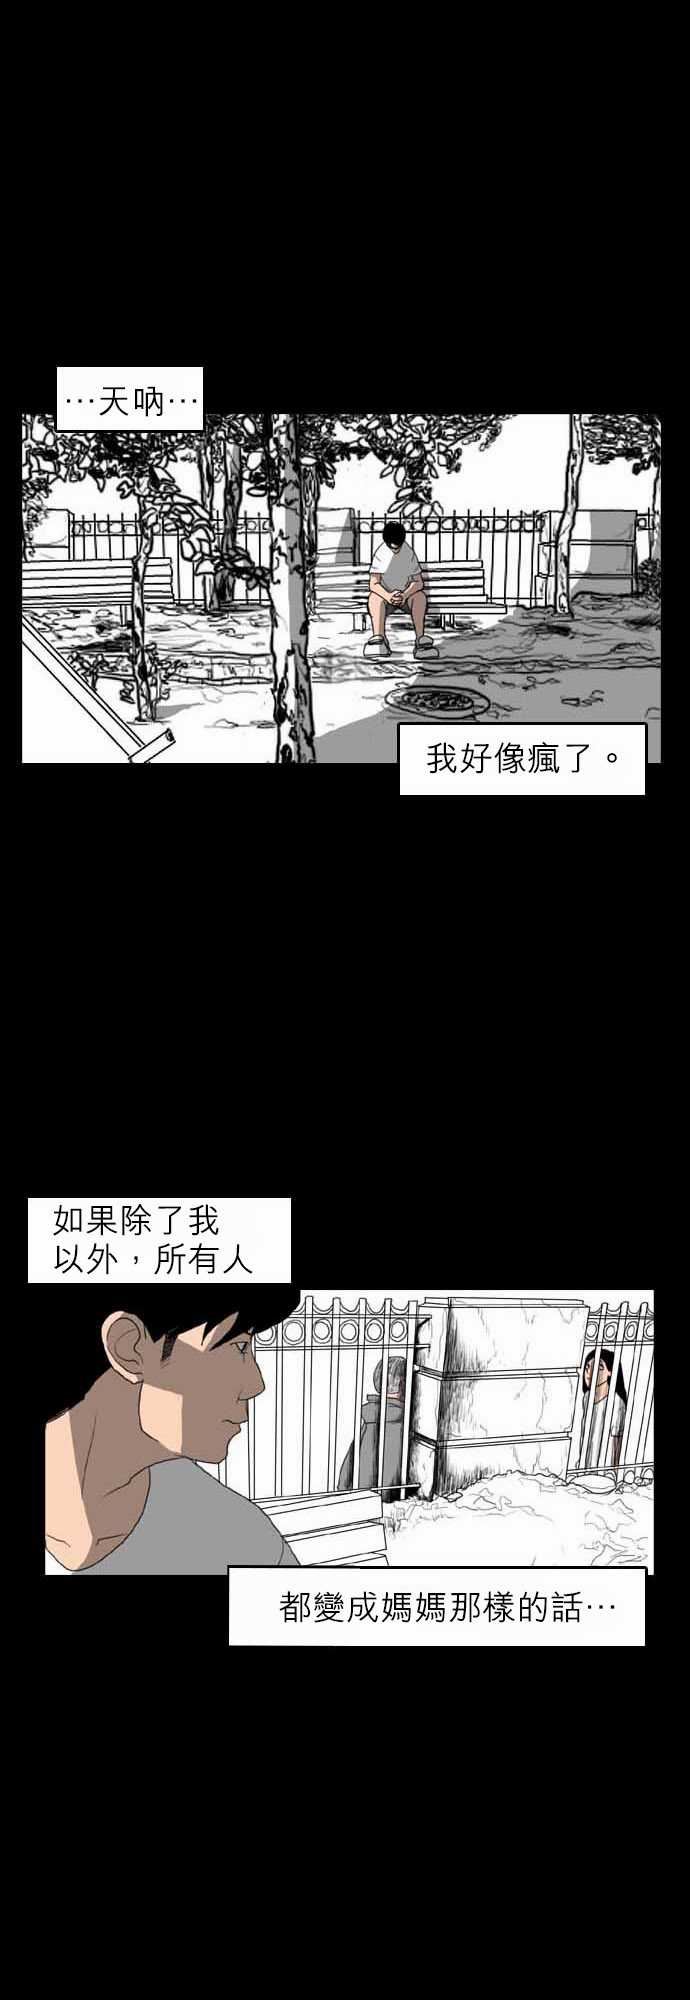 …天吶…
我好像瘋了。
如果除了我
以外，所有人
都變成媽媽那樣的話…